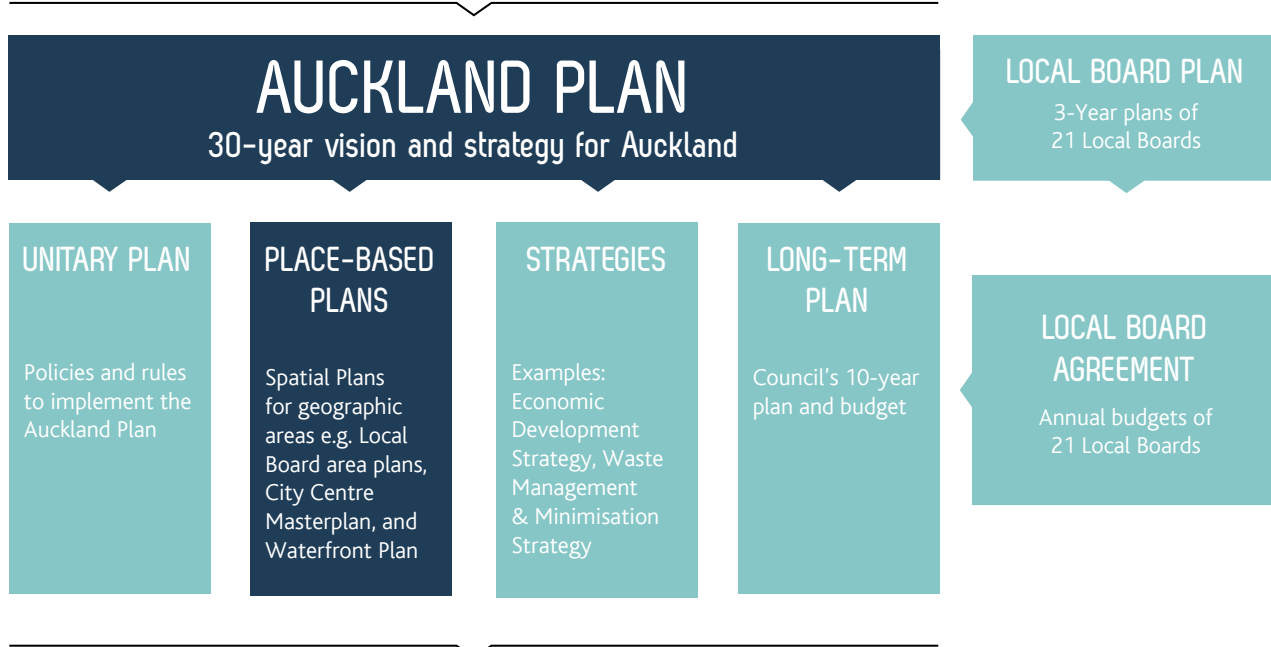 AUCKLAND PLAN
30-year vision and strategy for Auckland
LOCAL BOARD PLAN
3-Year plans of
21 Local Boards
UNITARY PLAN
Policies and rules
to implement the
Auckland Plan
PLACE-BASED
PLANS
Spatial Plans
for geographic
areas e.g. Local
Board area plans,
City Centre
Masterplan, and
Waterfront Plan
STRATEGIES
Examples:
Economic
Development
Strategy, Waste
Management
& Minimisation
Strategy
LONG-TERM
PLAN
Council's 10-year
plan and budget
LOCAL BOARD
AGREEMENT
Annual budgets of
21 Local Boards